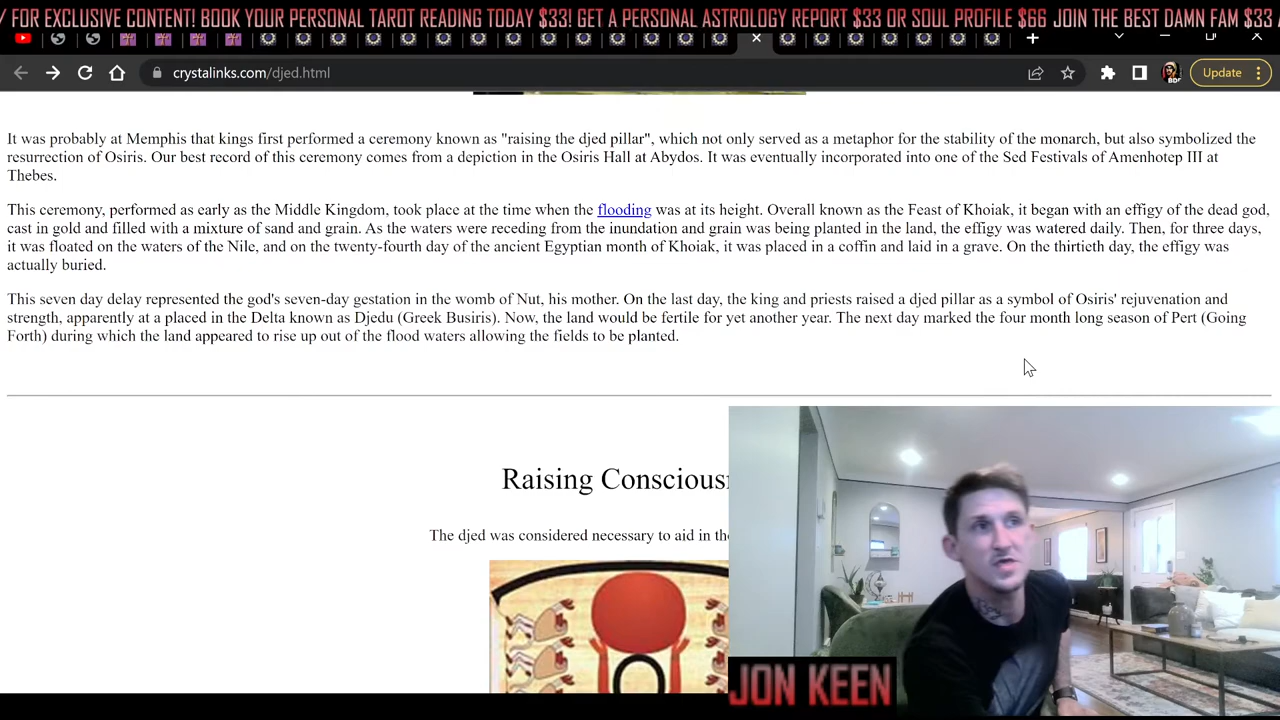 / FOR EXCLUSIVE CONTENT! BOOK YOUR PERSONAL TAROT READING TODAY $33! GET A PERSONAL ASTROLOGY REPORT $33 OR SOUL PROFILE $66 JOIN THE BEST DAMN FAM $33
crystalinks.com/djed.html
Update
It was probably at Memphis that kings first performed a ceremony known as "raising the djed pillar", which not only served as a metaphor for the stability of the monarch, but also symbolized the
resurrection of Osiris. Our best record of this ceremony comes from a depiction in the Osiris Hall at Abydos. It was eventually incorporated into one of the Sed Festivals of Amenhotep III at
Thebes.
This ceremony, performed as early as the Middle Kingdom, took place at the time when the flooding was at its height. Overall known as the Feast of Khoiak, it began with an effigy of the dead god,
cast in gold and filled with a mixture of sand and grain. As the waters were receding from the inundation and grain was being planted in the land, the effigy was watered daily. Then, for three days,
it was floated on the waters of the Nile, and on the twenty-fourth day of the ancient Egyptian month of Khoiak, it was placed in a coffin and laid in a grave. On the thirtieth day, the effigy was
actually buried.
This seven day delay represented the god's seven-day gestation in the womb of Nut, his mother. On the last day, the king and priests raised a djed pillar as a symbol of Osiris' rejuvenation and
strength, apparently at a placed in the Delta known as Djedu (Greek Busiris). Now, the land would be fertile for yet another year. The next day marked the four month long season of Pert (Going
Forth) during which the land appeared to rise up out of the flood waters allowing the fields to be planted.
Raising Conscious
The djed was considered necessary to aid in the
JON KEEN